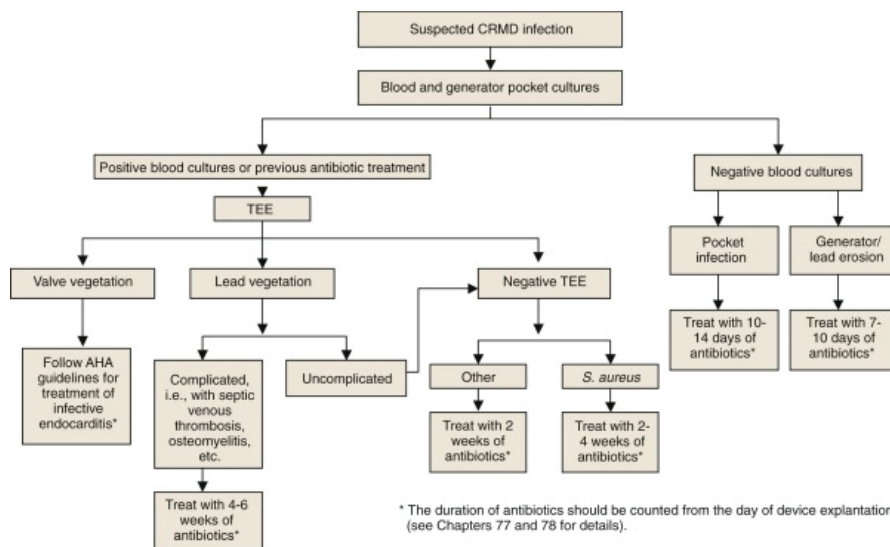 Suspected CRMD infection
Blood and generator pocket cultures
Positive blood cultures or previous antibiotic treatment
Negative blood cultures
TEE
Pocket
infection
Generator/
lead erosion
Valve vegetation
Lead vegetation
Negative TEE
Treat with 10-
14 days of
antibiotics*
Treat with 7-
10 days of
antibiotics*
Follow AHA
guidelines for
treatment of
infective
endocarditis*
Complicated,
i.e., with septic
venous
thrombosis,
osteomyelitis,
etc.
Uncomplicated
Other
S. aureus
Treat with 2
weeks of
antibiotics*
Treat with 2-
4 weeks of
antibiotics*
Treat with 4-6
weeks of
antibiotics*
* The duration of antibiotics should be counted from the day of device explantation
(see Chapters 77 and 78 for details).